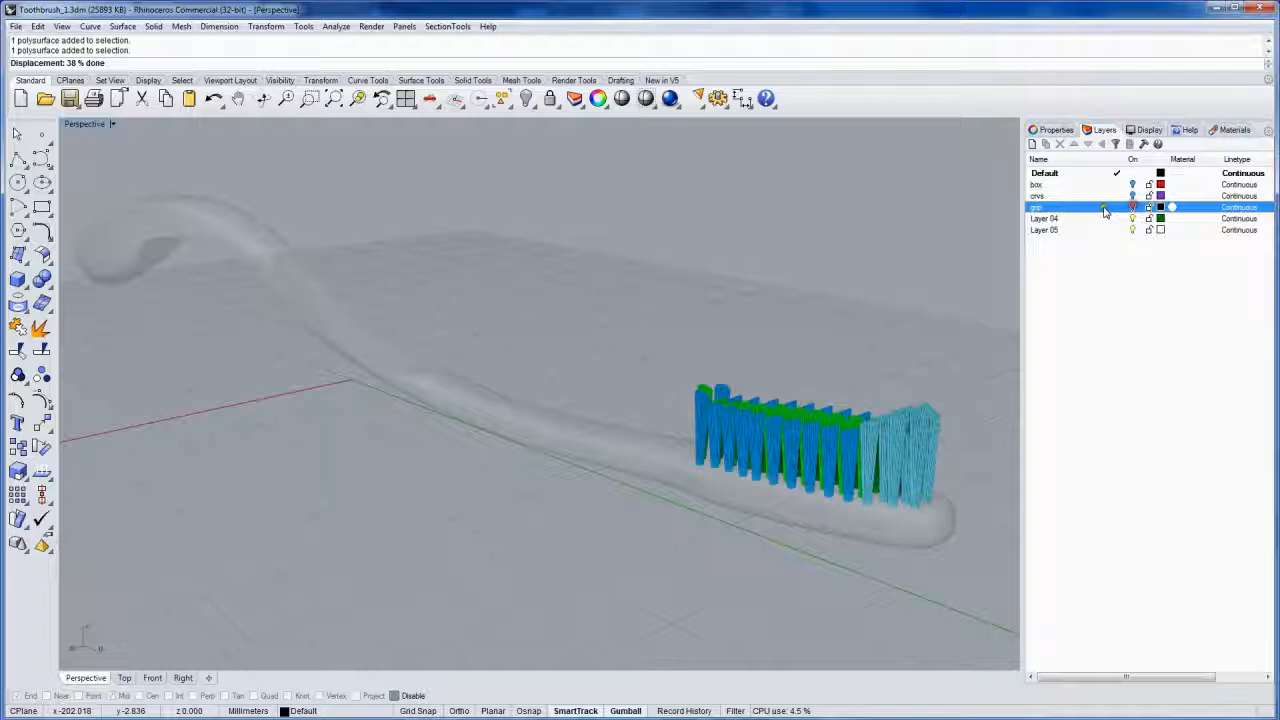 Toothbrush_1.3dm (25893 KB) - Rhinoceros Commercial (32-bit) - [Perspective]
File Edit View Curve Surface Solid Mesh Dimension Transform Tools Analyze Render Panels SectionTools Help
1 polysurface added to selection.
1 polysurface added to selection.
Displacement: 38 % done
Standard CPlanes Set View Display Select Viewport Layout Visibility Transform Curve Tools Surface Tools Solid Tools Mesh Tools Render Tools Drafting New in V5
Perspective
Properties Layers Display Help Materials
Name On Material Linetype
Default Continuous
box Continuous
crvs Continuous
grip Continuous
Layer 04 Continuous
Layer 05 Continuous
Perspective Top Front Right
End Near Point Mid Cen Int Perp Tan Quad Knot Vertex Project Disable
CPlane x -202.018 y -2.836 z 0.000 Millimeters Default Grid Snap Ortho Planar Osnap SmartTrack Gumball Record History Filter CPU use: 4.5 %